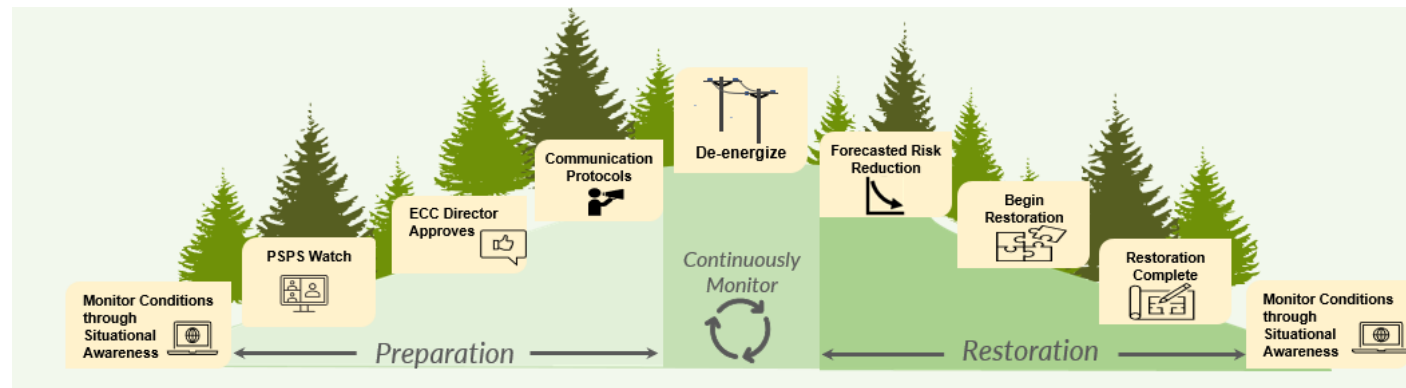 Monitor Conditions
through
Situational
Awareness
PSPS Watch
ECC Director
Approves
Communication
Protocols
De-energize
Forecasted Risk
Reduction
Begin
Restoration
Restoration
Complete
Monitor Conditions
through
Situational
Awareness
Preparation
Continuously
Monitor
Restoration